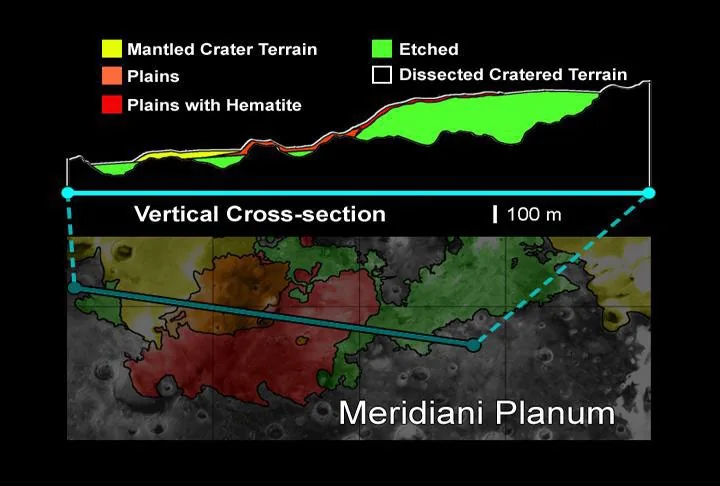 Mantled Crater Terrain
Plains
Plains with Hematite
Etched
Dissected Cratered Terrain
Vertical Cross-section
100 m
Meridiani Planum